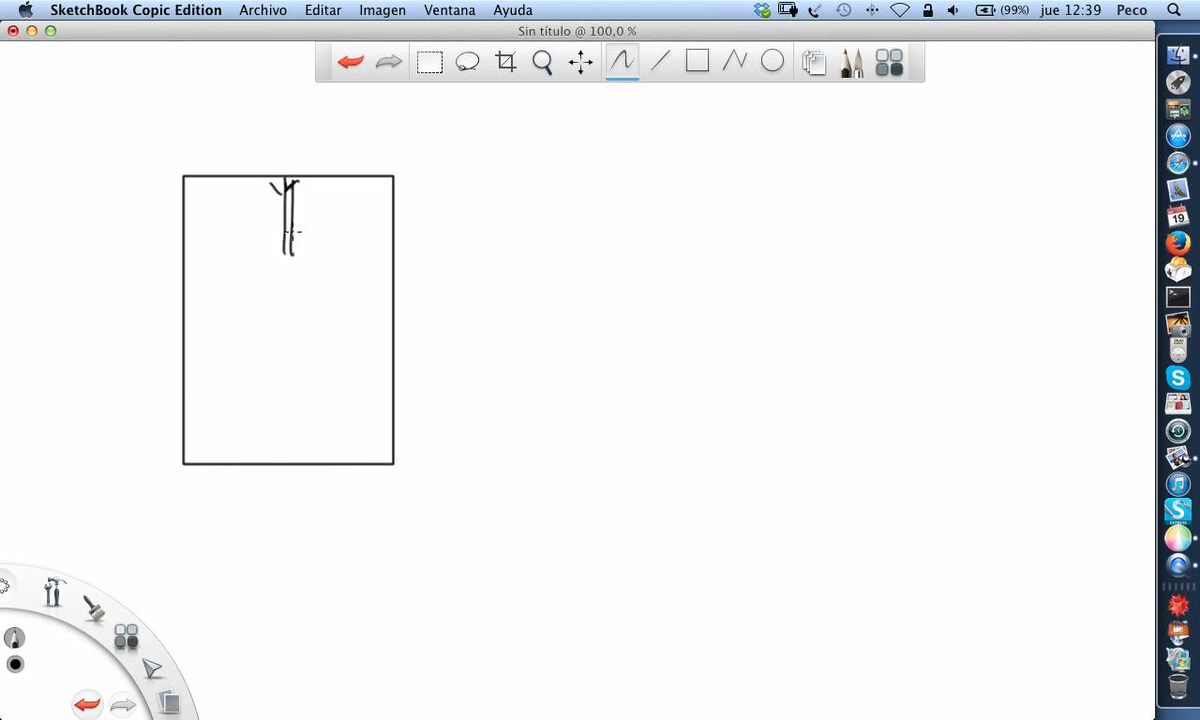 SketchBook Copic Edition Archivo Editar Imagen Ventana Ayuda (99%) jue 12:39 Peco
Sin título @ 100,0 %
19